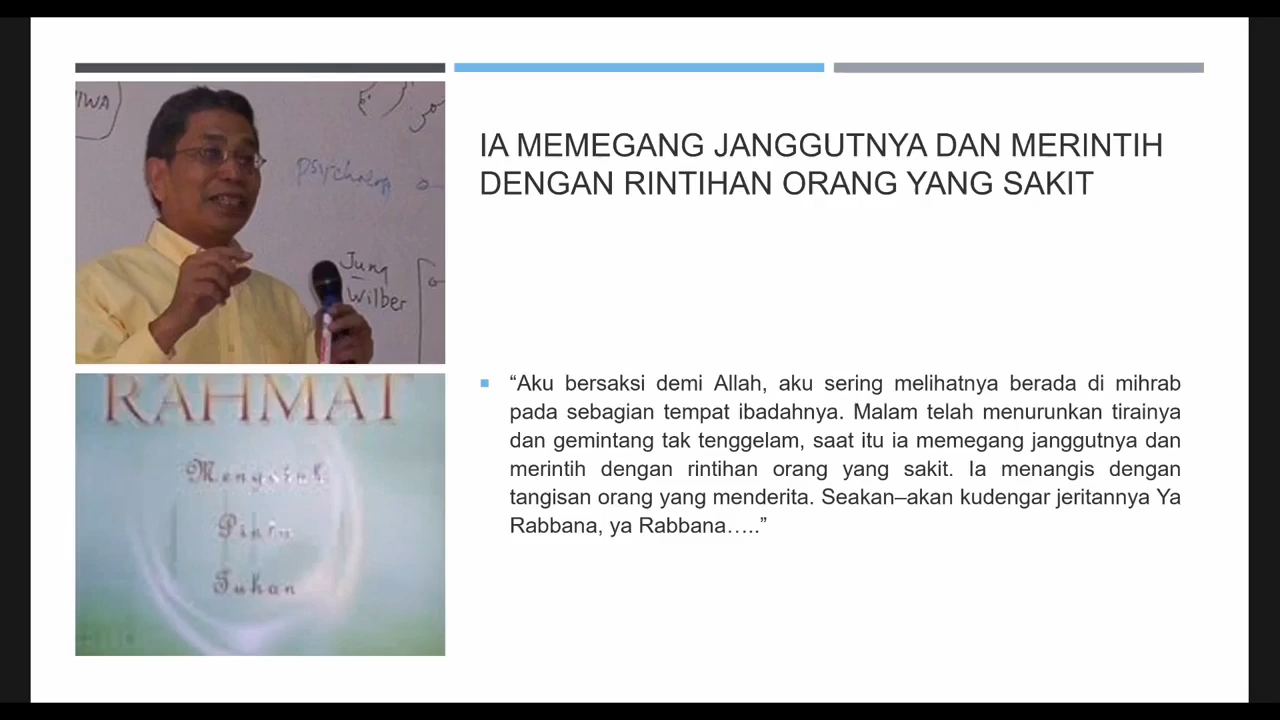 IWA
psycholog
Jung
Wilber
RAHMAT
Mengetuk
Pintu
Tuhan
IA MEMEGANG JANGGUTNYA DAN MERINTIH
DENGAN RINTIHAN ORANG YANG SAKIT
“Aku bersaksi demi Allah, aku sering melihatnya berada di mihrab
pada sebagian tempat ibadahnya. Malam telah menurunkan tirainya
dan gemintang tak tenggelam, saat itu ia memegang janggutnya dan
merintih dengan rintihan orang yang sakit. Ia menangis dengan
tangisan orang yang menderita. Seakan–akan kudengar jeritannya Ya
Rabbana, ya Rabbana…..”